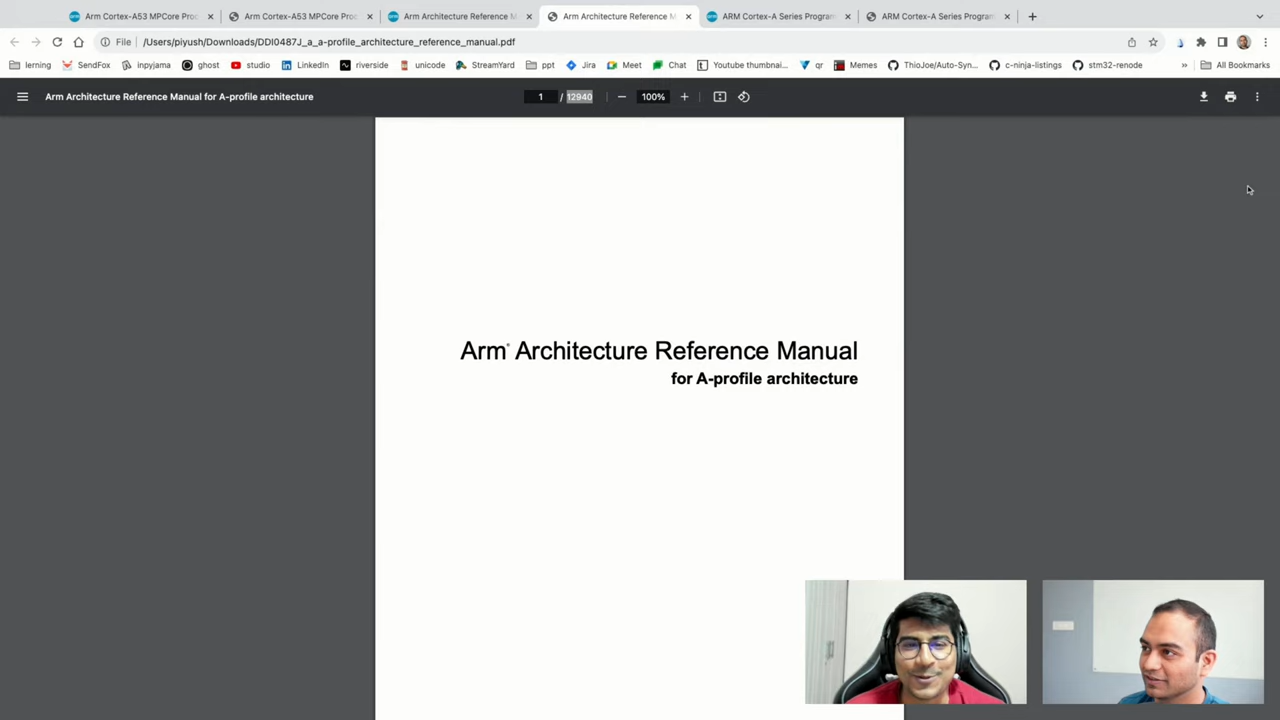 Arm Cortex-A53 MPCore Proc
Arm Cortex-A53 MPCore Proc
Arm Architecture Reference M
Arm Architecture Reference M
ARM Cortex-A Series Program
ARM Cortex-A Series Program
File
/Users/piyush/Downloads/DDI0487J_a_a-profile_architecture_reference_manual.pdf
lerning
SendFox
inpyjama
ghost
studio
LinkedIn
riverside
unicode
StreamYard
ppt
Jira
Meet
Chat
Youtube thumbnai...
qr
Memes
ThioJoe/Auto-Syn...
c-ninja-listings
stm32-renode
»
All Bookmarks
Arm Architecture Reference Manual for A-profile architecture
1 / 12940
100%
Arm® Architecture Reference Manual
for A-profile architecture